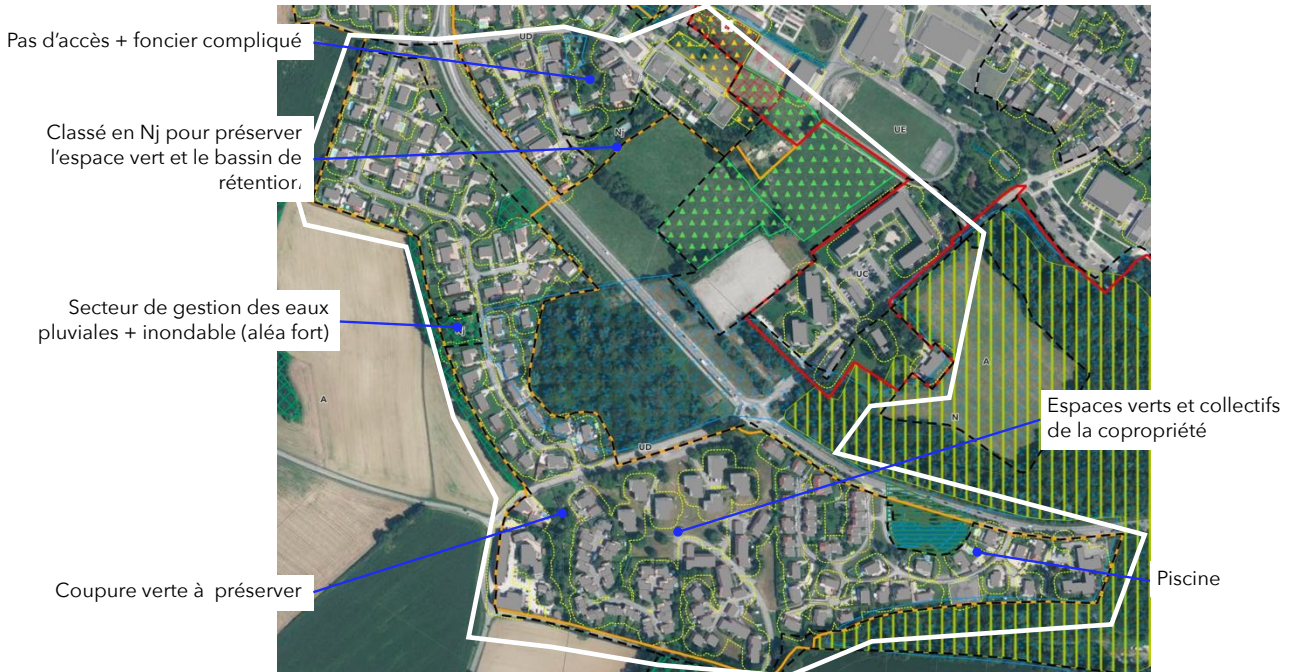 Pas d'accès + foncier compliqué
Classé en Nj pour préserver
l'espace vert et le bassin de
rétention
Secteur de gestion des eaux
pluviales + inondable (aléa fort)
Coupure verte à préserver
Espaces verts et collectifs
de la copropriété
Piscine
UD
Nj
UE
UC
A
N
A
UD